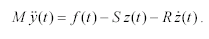 M ÿ(t) = f(t) − S z(t) − R ż(t) .